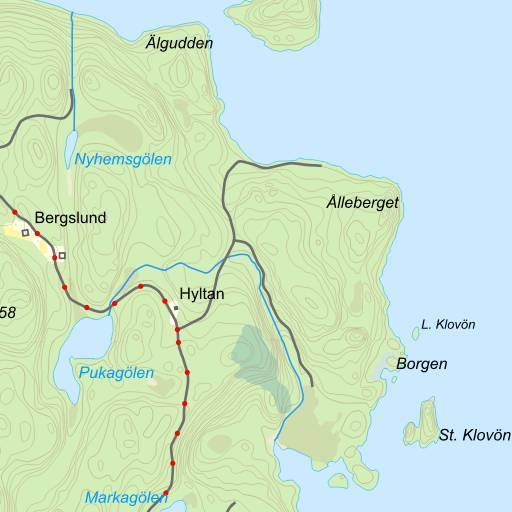 Älgudden
Nyhemsgölen
Ålleberget
Bergslund
Hyltan
58
L. Klovön
Borgen
Pukagölen
St. Klovön
Markagölen